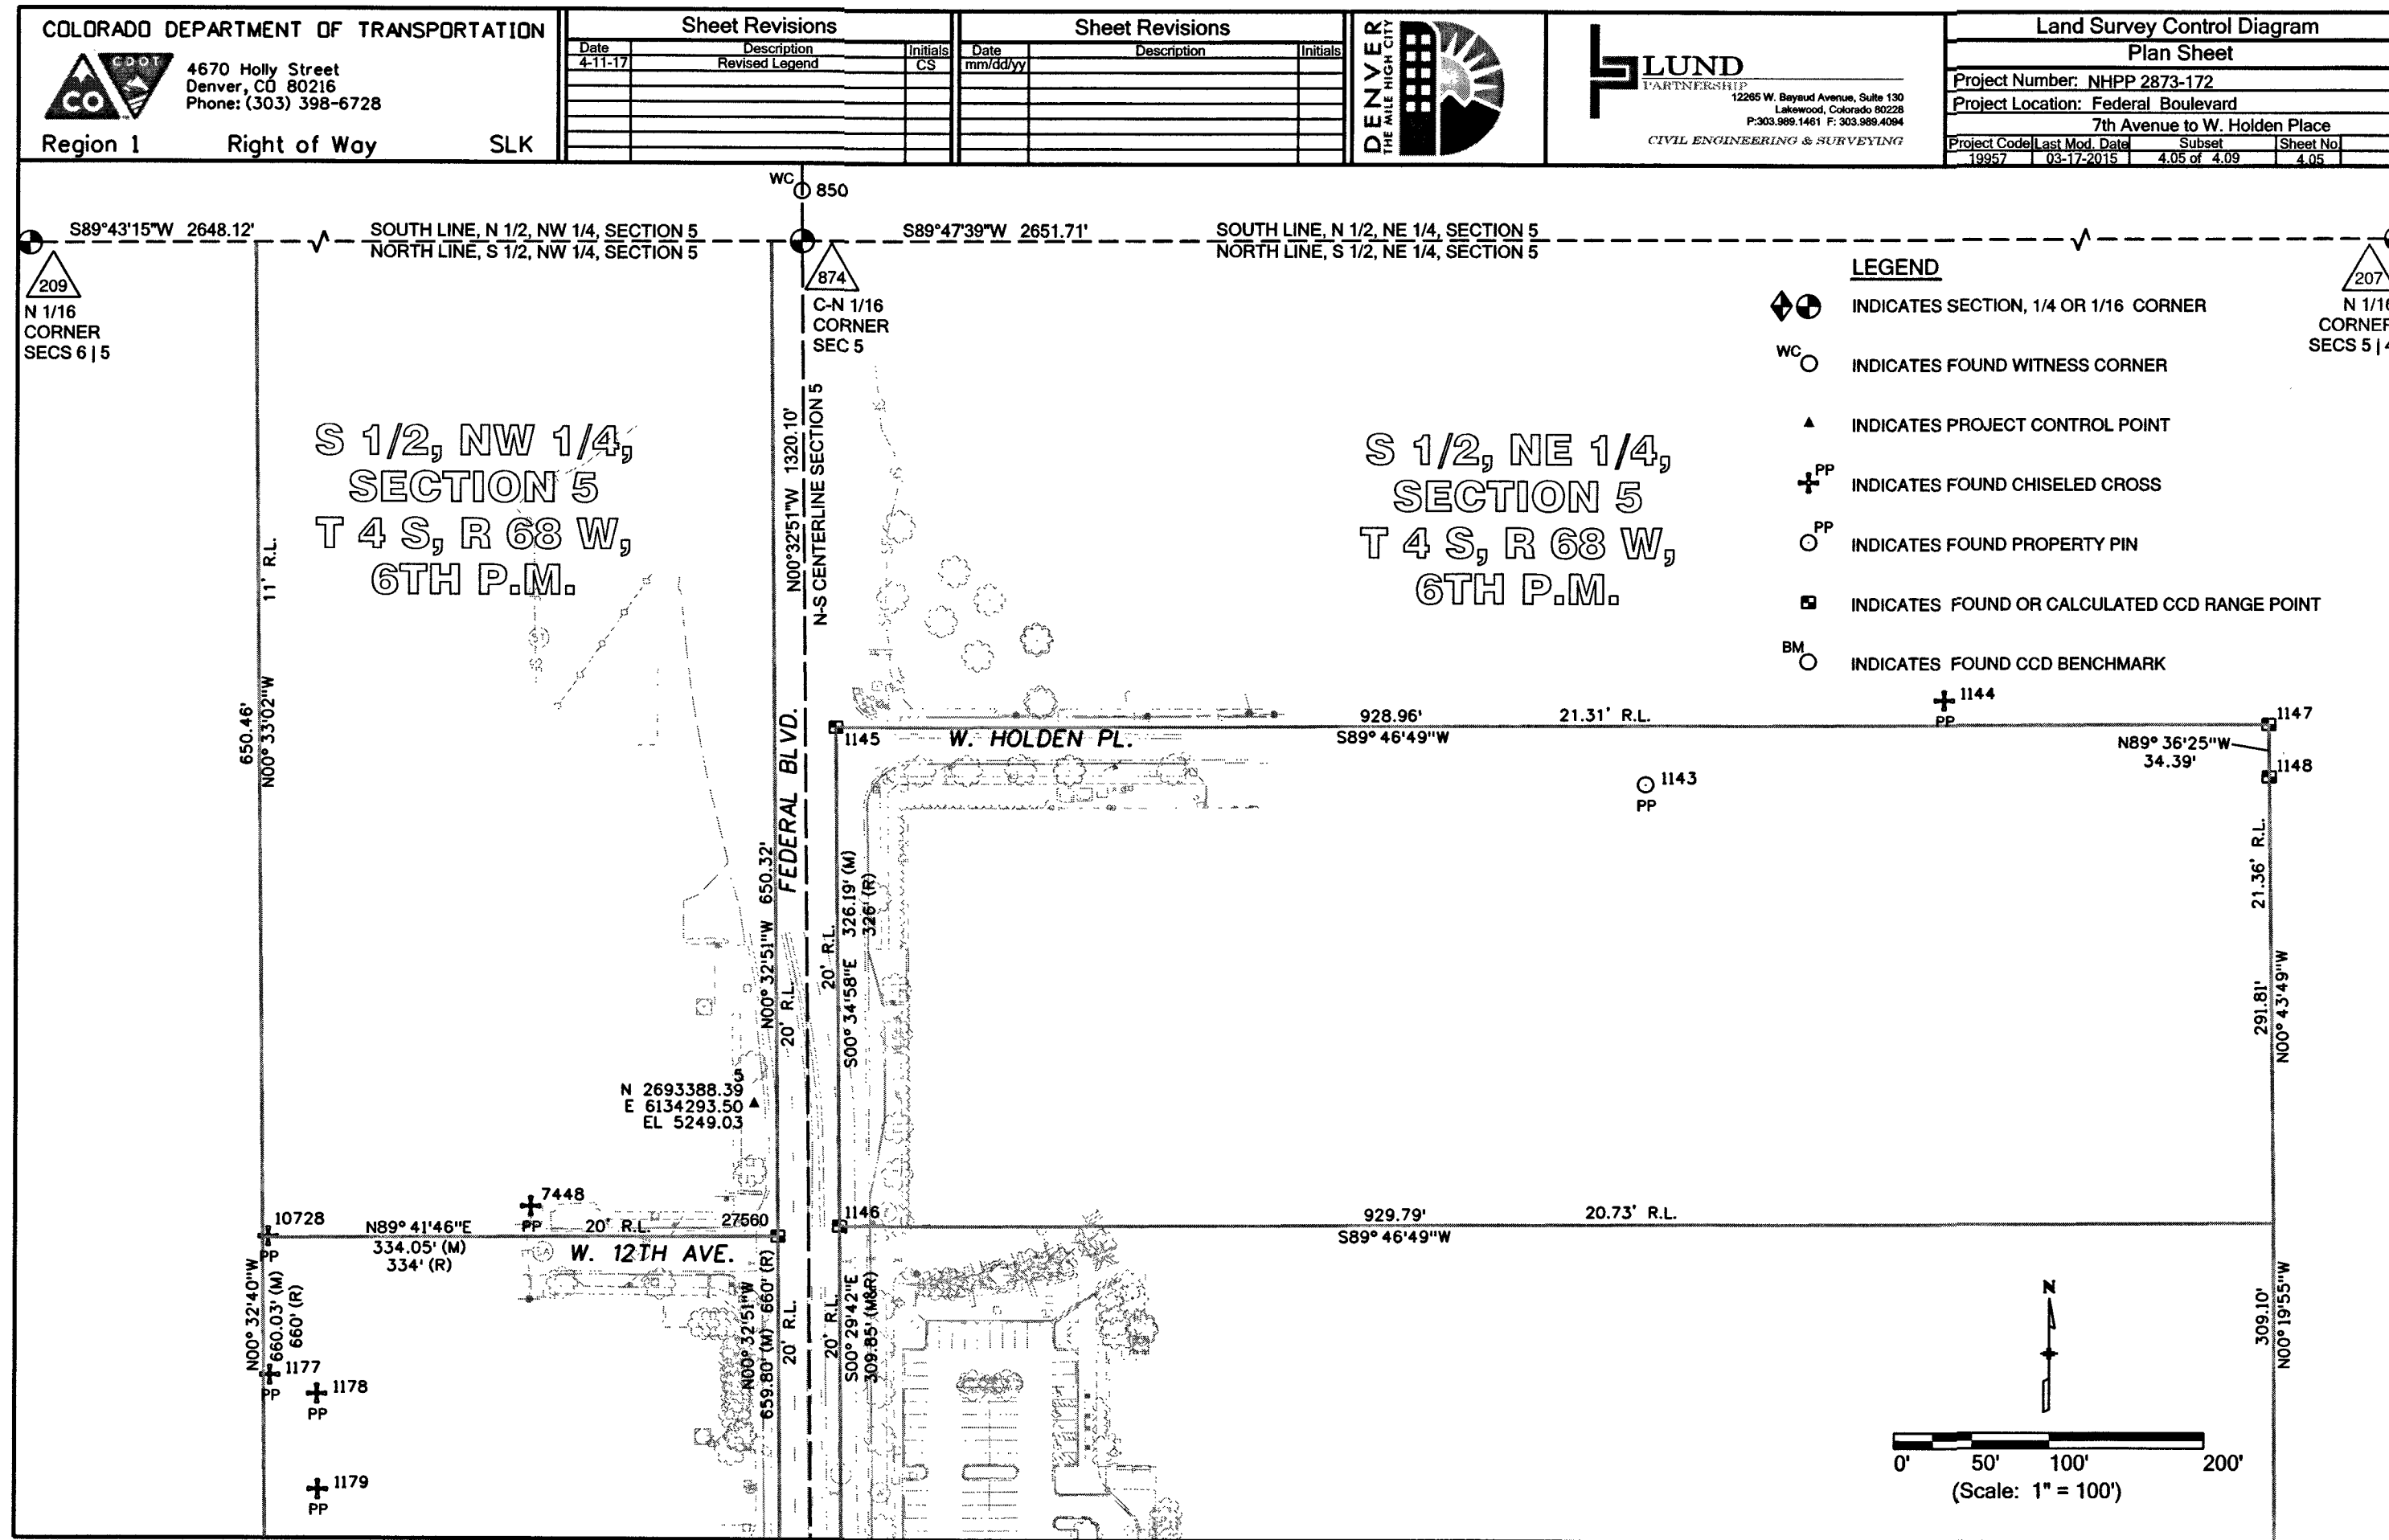 COLORADO DEPARTMENT OF TRANSPORTATION
CDOT
CO
4670 Holly Street
Denver, CO 80216
Phone: (303) 398-6728
Region 1 Right of Way SLK
Sheet Revisions
Date Description Initials
4-11-17 Revised Legend CS
Sheet Revisions
Date Description Initials
mm/dd/yy
DENVER
THE MILE HIGH CITY
LUND
PARTNERSHIP
12265 W. Bayaud Avenue, Suite 130
Lakewood, Colorado 80228
P:303.989.1461 F: 303.989.4094
CIVIL ENGINEERING & SURVEYING
Land Survey Control Diagram
Plan Sheet
Project Number: NHPP 2873-172
Project Location: Federal Boulevard
7th Avenue to W. Holden Place
Project Code Last Mod. Date Subset Sheet No.
19957 03-17-2015 4.05 of 4.09 4.05
WC 850
S89°43'15"W 2648.12'
SOUTH LINE, N 1/2, NW 1/4, SECTION 5
NORTH LINE, S 1/2, NW 1/4, SECTION 5
S89°47'39"W 2651.71'
SOUTH LINE, N 1/2, NE 1/4, SECTION 5
NORTH LINE, S 1/2, NE 1/4, SECTION 5
209
N 1/16
CORNER
SECS 6 | 5
874
C-N 1/16
CORNER
SEC 5
207
N 1/16
CORNER
SECS 5 | 4
LEGEND
INDICATES SECTION, 1/4 OR 1/16 CORNER
WC INDICATES FOUND WITNESS CORNER
INDICATES PROJECT CONTROL POINT
PP INDICATES FOUND CHISELED CROSS
PP INDICATES FOUND PROPERTY PIN
INDICATES FOUND OR CALCULATED CCD RANGE POINT
BM INDICATES FOUND CCD BENCHMARK
S 1/2, NW 1/4,
SECTION 5
T 4 S, R 68 W,
6TH P.M.
S 1/2, NE 1/4,
SECTION 5
T 4 S, R 68 W,
6TH P.M.
N00°32'51"W 1320.10'
N-S CENTERLINE SECTION 5
11' R.L.
650.46'
N00° 33'02"W
FEDERAL BLVD.
N00° 32'51"W 650.32'
20' R.L.
20' R.L.
S00° 34'58"E 326.19' (M)
326' (R)
1145
W. HOLDEN PL.
928.96' 21.31' R.L.
S89° 46'49"W
1144
PP
1147
N89° 36'25"W
34.39'
1148
1143
PP
21.36' R.L.
291.81'
N00° 43'49"W
5
N 2693388.39
E 6134293.50
EL 5249.03
7448
PP
10728
PP
N89° 41'46"E 20' R.L.
334.05' (M)
334' (R)
W. 12TH AVE.
27560
1146
929.79' 20.73' R.L.
S89° 46'49"W
N00° 32'40"W
660.03' (M)
660' (R)
1177
PP
1178
PP
1179
PP
N00° 32'51"W
659.80' (M) 660' (R)
20' R.L.
20' R.L.
S00° 29'42"E
309.85' (M&R)
309.10'
N00° 19'55"W
N
0' 50' 100' 200'
(Scale: 1" = 100')